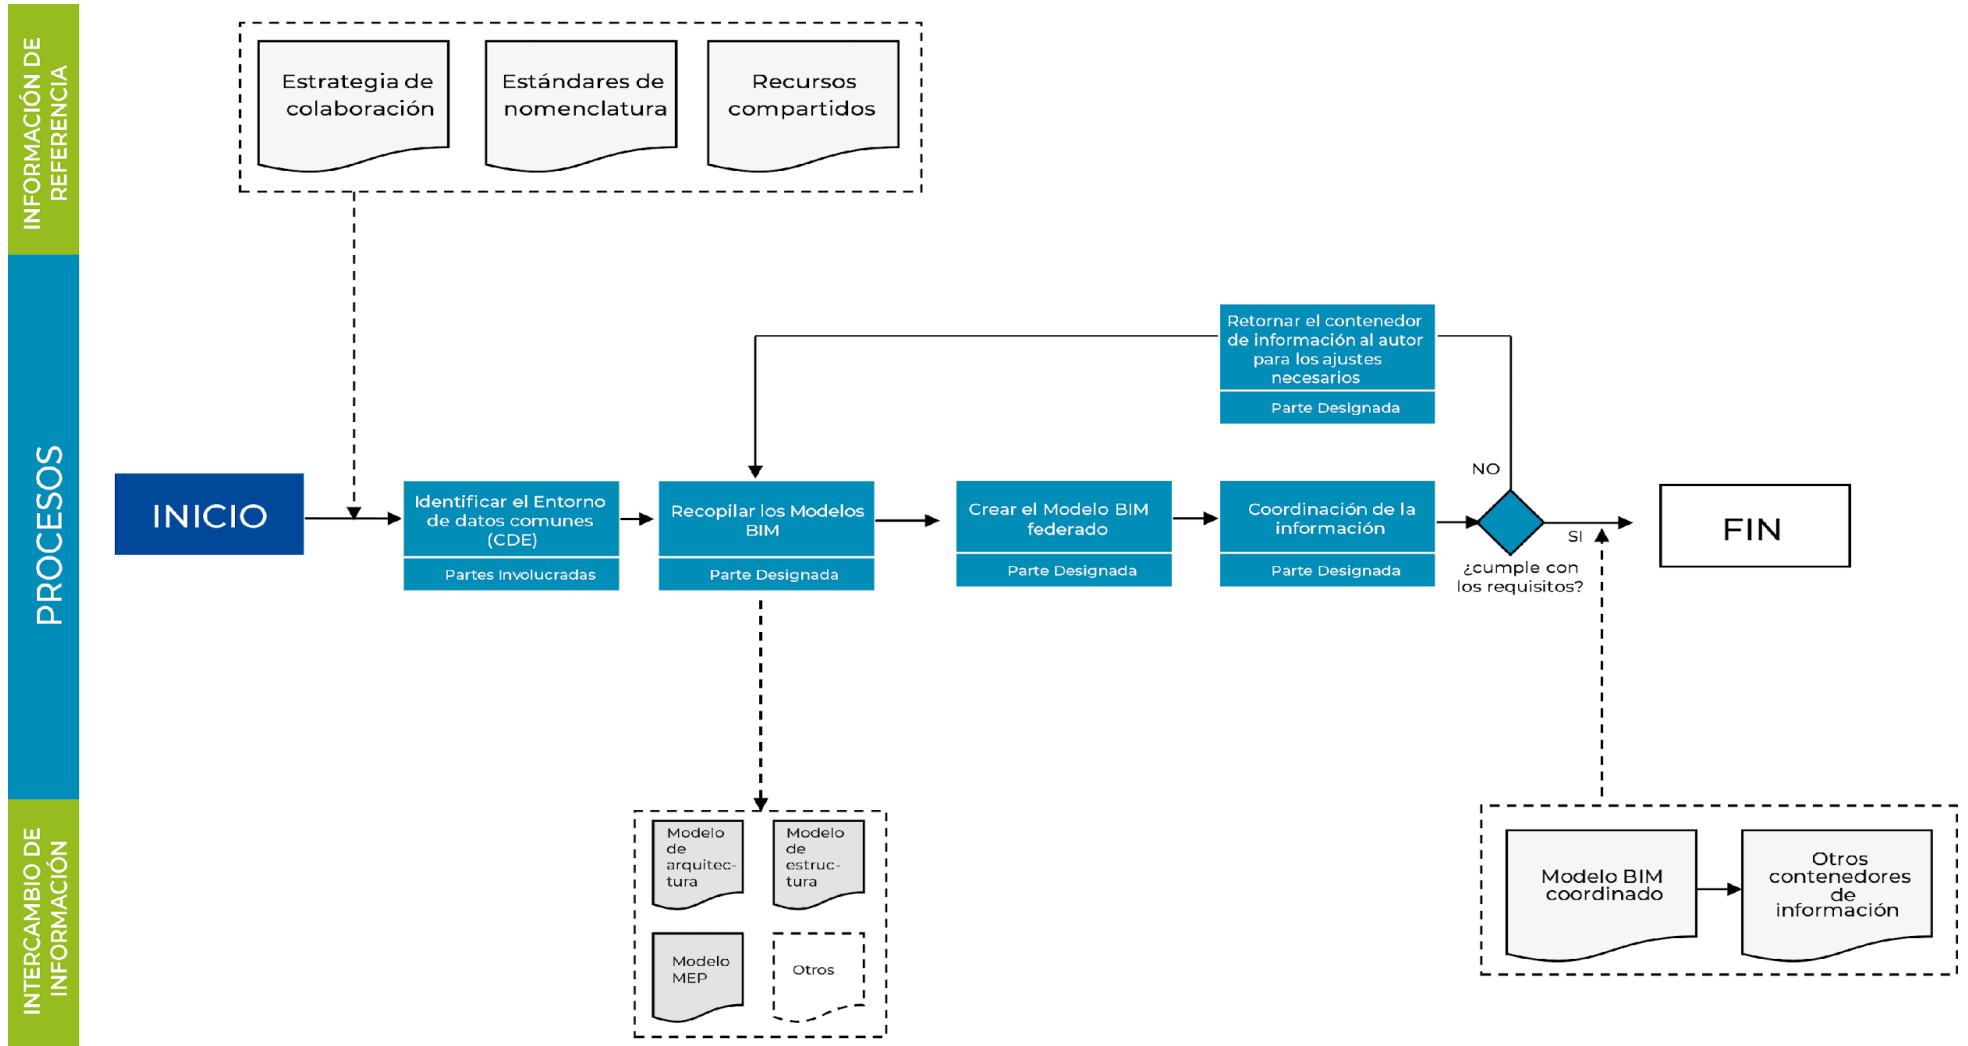 INFORMACIÓN DE
REFERENCIA
Estrategia de
colaboración
Estándares de
nomenclatura
Recursos
compartidos
PROCESOS
Retornar el contenedor
de información al autor
para los ajustes
necesarios
Parte Designada
INICIO
Identificar el Entorno
de datos comunes
(CDE)
Partes Involucradas
Recopilar los Modelos
BIM
Parte Designada
Crear el Modelo BIM
federado
Parte Designada
Coordinación de la
información
Parte Designada
NO
SI
¿cumple con
los requisitos?
FIN
INTERCAMBIO DE
INFORMACIÓN
Modelo
de
arquitec-
tura
Modelo
de
estruc-
tura
Modelo
MEP
Otros
Modelo BIM
coordinado
Otros
contenedores
de
información